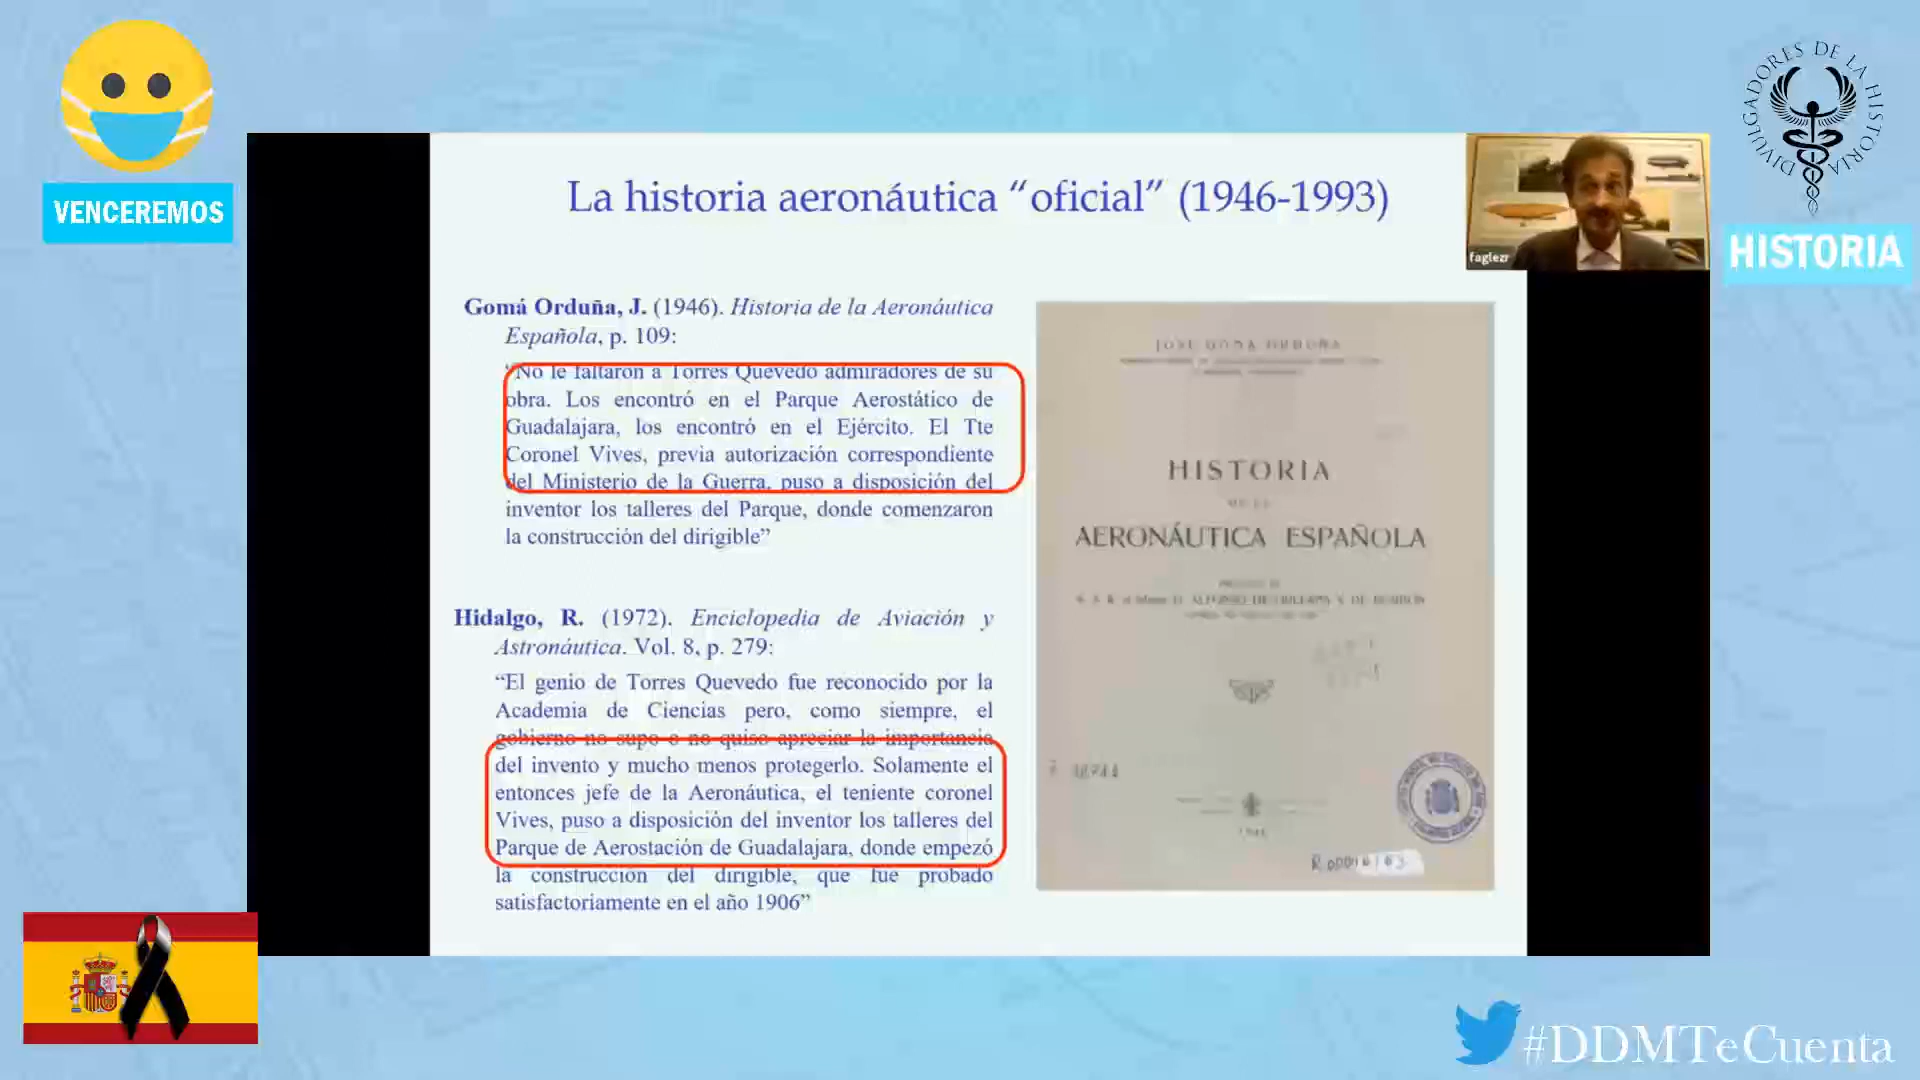 VENCEREMOS
DIVULGADORES DE LA HISTORIA
HISTORIA
faglezr
La historia aeronáutica “oficial” (1946-1993)
Gomá Orduña, J. (1946). Historia de la Aeronáutica
Española, p. 109:
“No le faltaron a Torres Quevedo admiradores de su
obra. Los encontró en el Parque Aerostático de
Guadalajara, los encontró en el Ejército. El Tte
Coronel Vives, previa autorización correspondiente
del Ministerio de la Guerra, puso a disposición del
inventor los talleres del Parque, donde comenzaron
la construcción del dirigible”
Hidalgo, R. (1972). Enciclopedia de Aviación y
Astronáutica. Vol. 8, p. 279:
“El genio de Torres Quevedo fue reconocido por la
Academia de Ciencias pero, como siempre, el
gobierno no supo o no quiso apreciar la importancia
del invento y mucho menos protegerlo. Solamente el
entonces jefe de la Aeronáutica, el teniente coronel
Vives, puso a disposición del inventor los talleres del
Parque de Aerostación de Guadalajara, donde empezó
la construcción del dirigible, que fue probado
satisfactoriamente en el año 1906”
JOSÉ GOMÁ ORDUÑA
HISTORIA
DE LA
AERONÁUTICA ESPAÑOLA
1946
#DDMTeCuenta